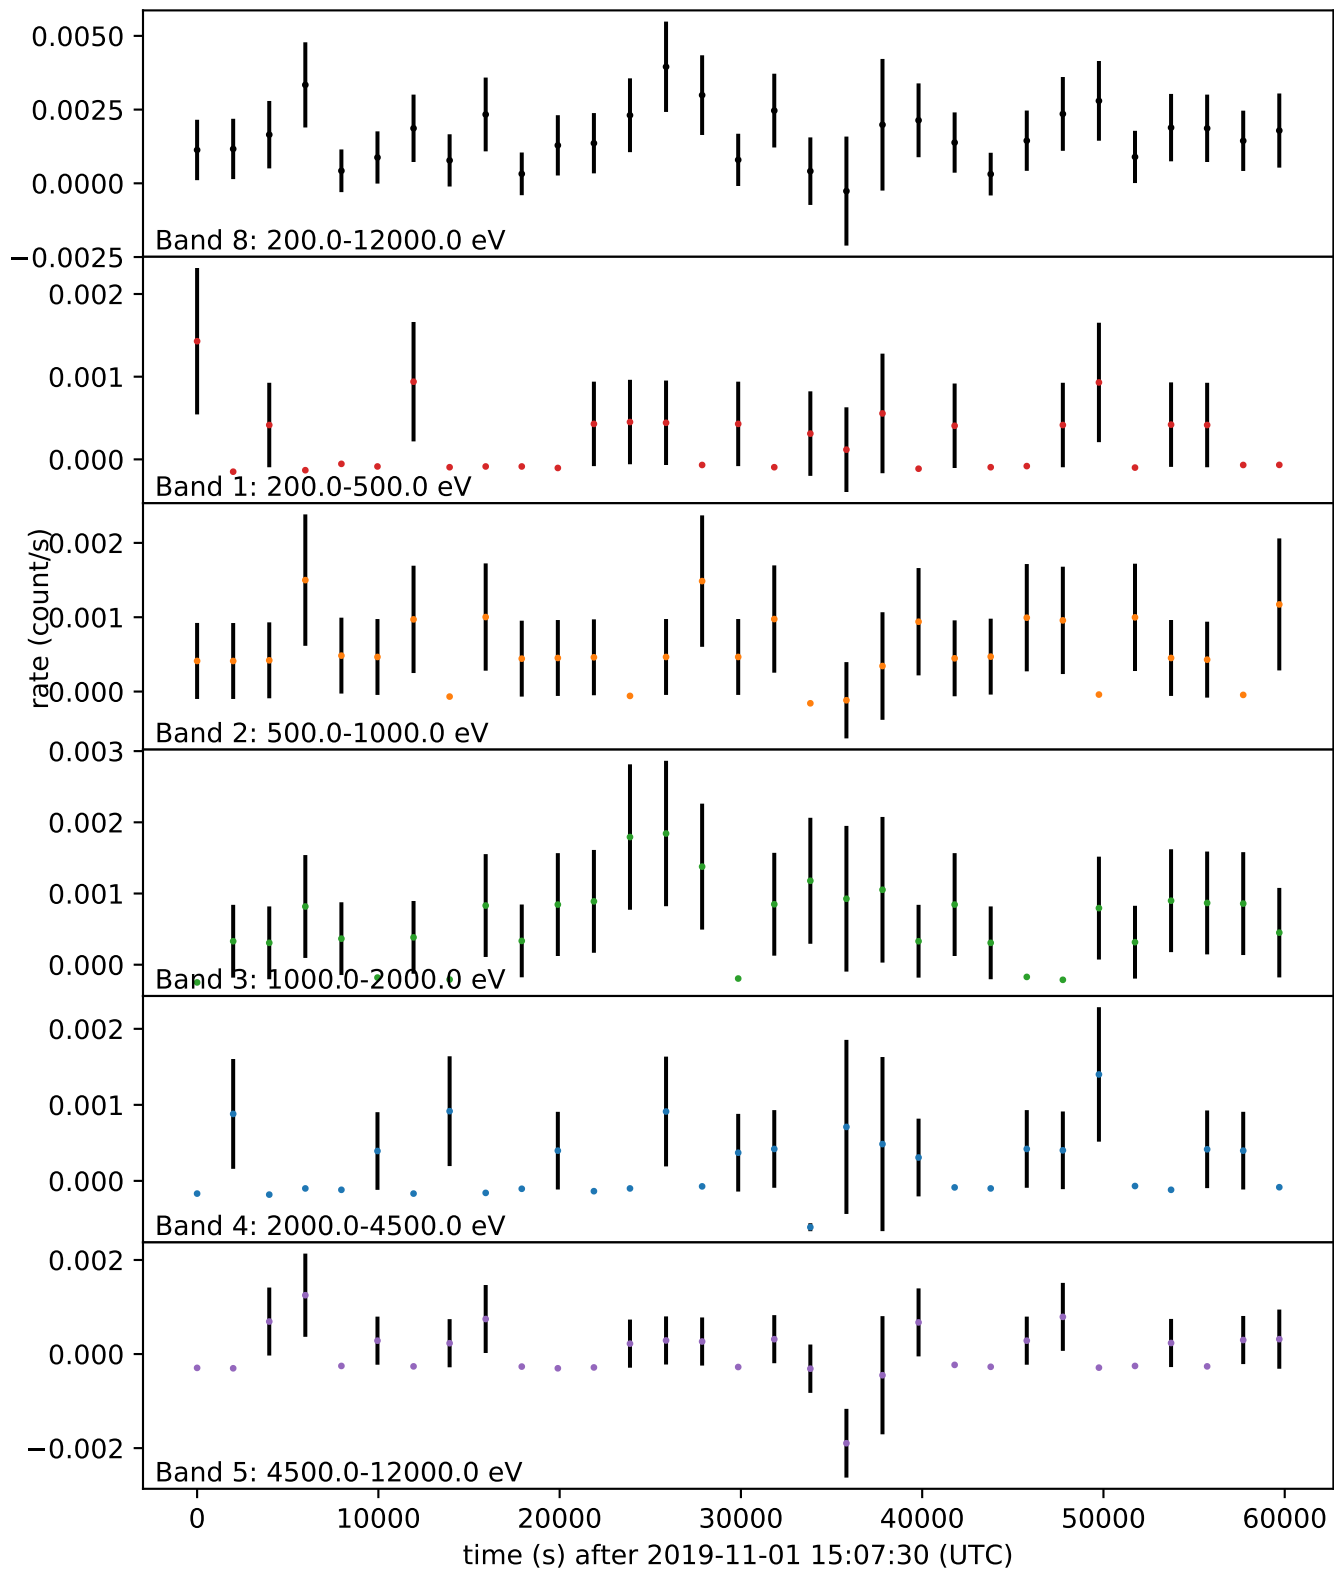 0.0050
0.0025
0.0000
−0.0025
Band 8: 200.0-12000.0 eV
0.002
0.001
0.000
Band 1: 200.0-500.0 eV
rate (count/s)
0.002
0.001
0.000
Band 2: 500.0-1000.0 eV
0.003
0.002
0.001
0.000
Band 3: 1000.0-2000.0 eV
0.002
0.001
0.000
Band 4: 2000.0-4500.0 eV
0.002
0.000
−0.002
Band 5: 4500.0-12000.0 eV
0 10000 20000 30000 40000 50000 60000
time (s) after 2019-11-01 15:07:30 (UTC)